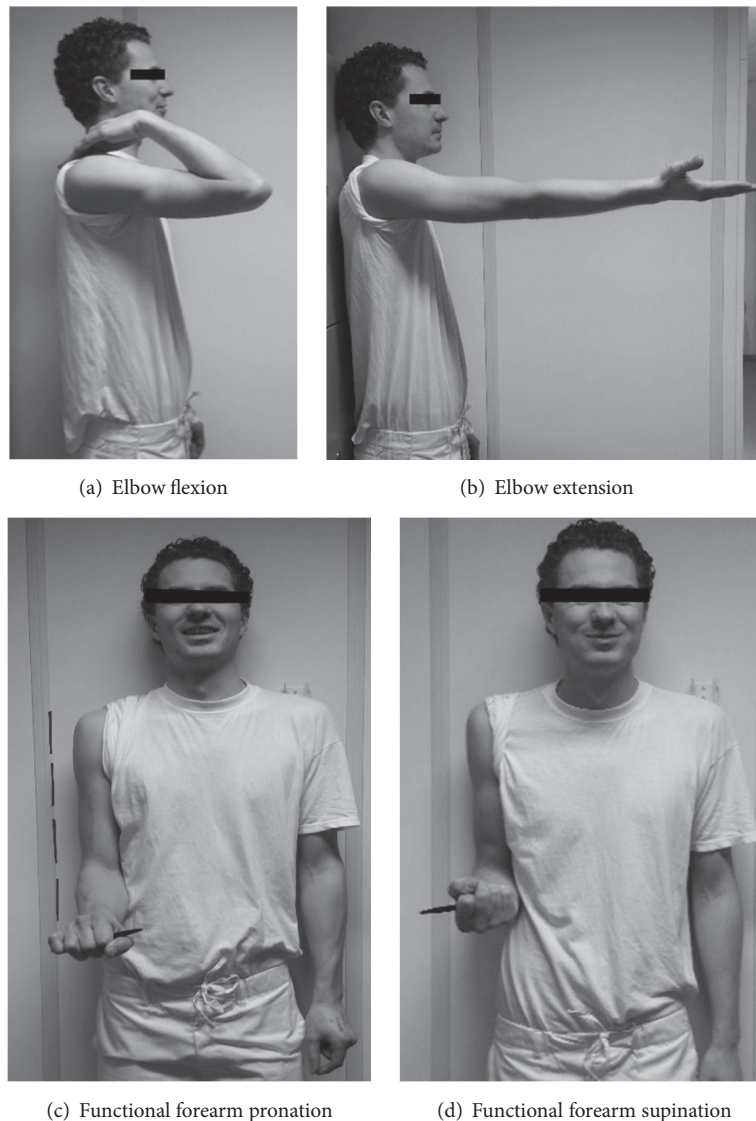 (a) Elbow flexion
(b) Elbow extension
(c) Functional forearm pronation
(d) Functional forearm supination